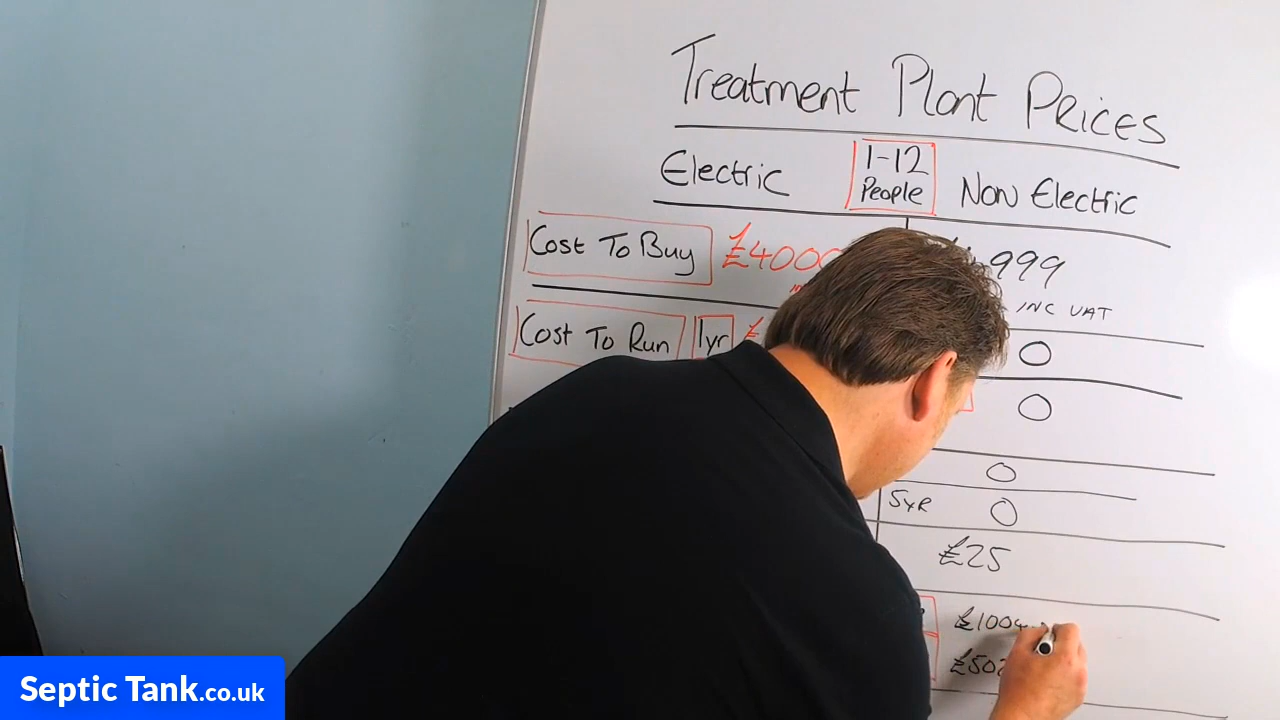 Treatment Plant Prices
Electric
1-12
People
Non Electric
Cost To Buy
£4000
999
INC VAT
Cost To Run
1yr
0
0
0
5YR
0
£25
£1004
£502
Septic Tank.co.uk